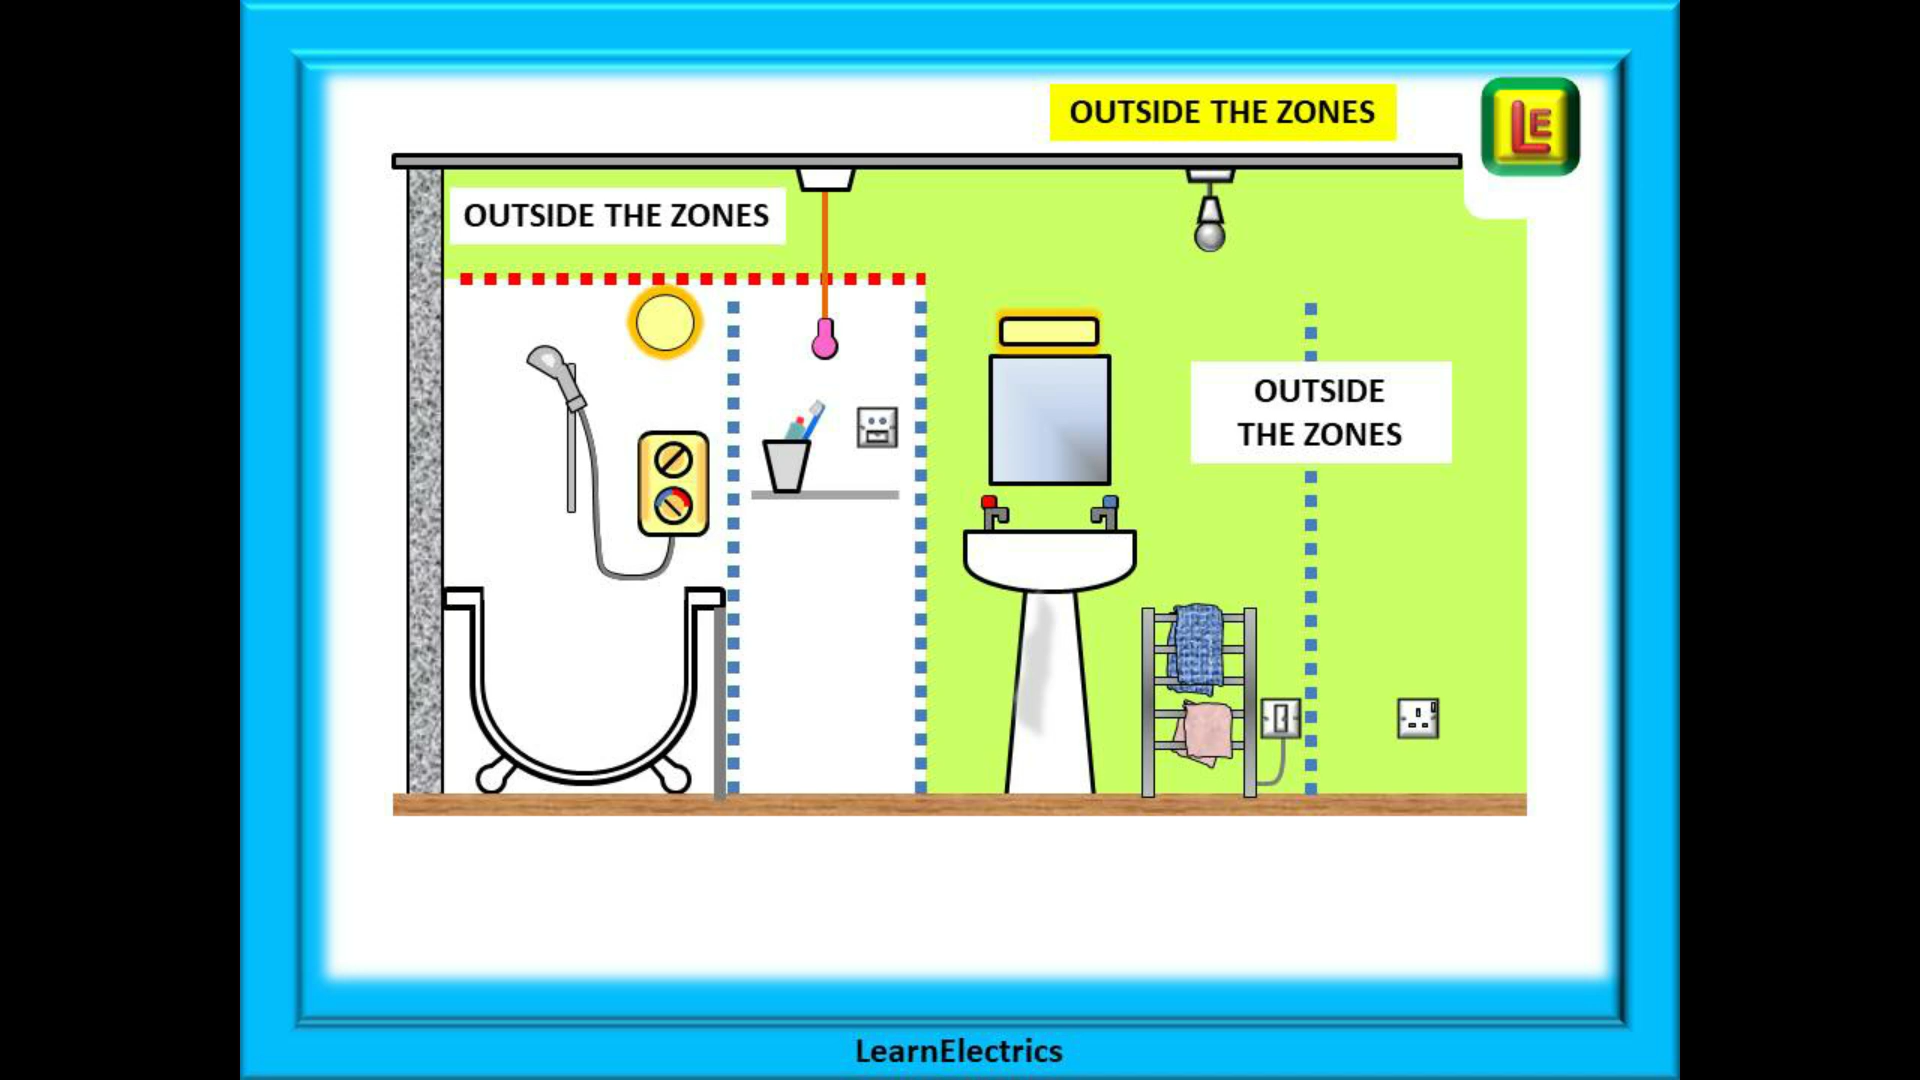 OUTSIDE THE ZONES
LE
OUTSIDE THE ZONES
OUTSIDE
THE ZONES
LearnElectrics